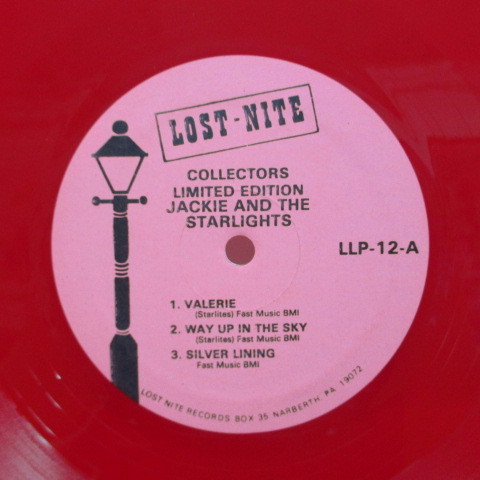 LOST-NITE
COLLECTORS
LIMITED EDITION
JACKIE AND THE
STARLIGHTS
LLP-12-A
1. VALERIE
(Starlites) Fast Music BMI
2. WAY UP IN THE SKY
(Starlites) Fast Music BMI
3. SILVER LINING
Fast Music BMI
LOST NITE RECORDS BOX 35 NARBERTH, PA 19072